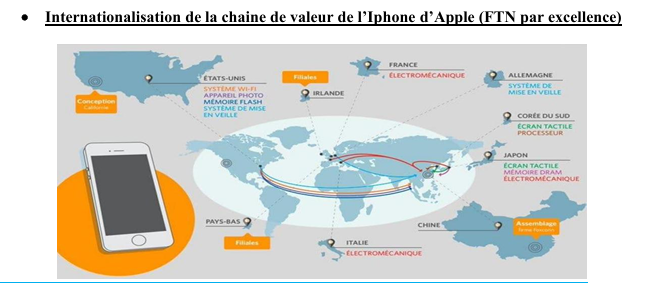 Internationalisation de la chaine de valeur de l'Iphone d'Apple (FTN par excellence)
ÉTATS-UNIS
SYSTÈME WI-FI
APPAREIL PHOTO
MÉMOIRE FLASH
SYSTÈME DE MISE
EN VEILLE
Conception
Californie
Filiales
IRLANDE
FRANCE
ÉLECTROMÉCANIQUE
ALLEMAGNE
SYSTÈME DE
MISE EN VEILLE
CORÉE DU SUD
ÉCRAN TACTILE
PROCESSEUR
JAPON
ÉCRAN TACTILE
MÉMOIRE DRAM
ÉLECTROMÉCANIQUE
PAYS-BAS
Filiales
ITALIE
ÉLECTROMÉCANIQUE
CHINE
Assemblage